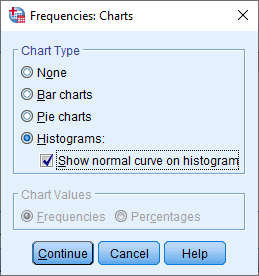 Frequencies: Charts
Chart Type
None
Bar charts
Pie charts
Histograms:
Show normal curve on histogram
Chart Values
Frequencies Percentages
Continue Cancel Help